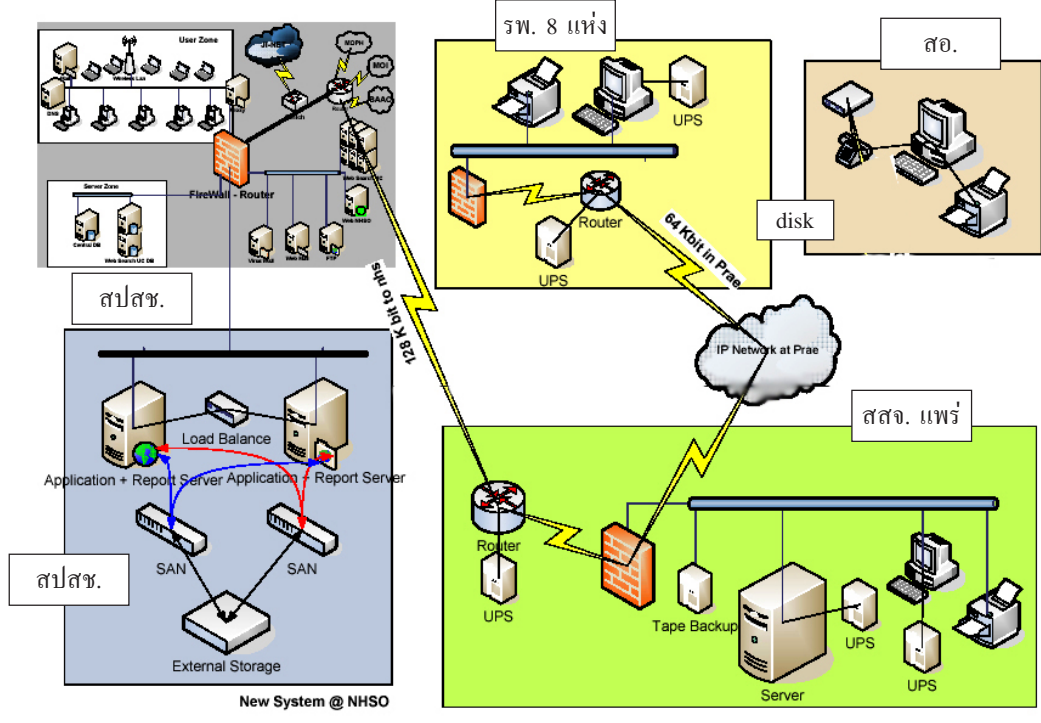 User Zone
Wireless Lan
DNS
MOPH
MOI
BAAC
FireWall - Router
Server Zone
Central DB
Web Search UC DB
Virus Wall
FTP
Web NHSO
สปสช.
Load Balance
Application + Report Server
Application + Report Server
SAN
SAN
External Storage
สปสช.
New System @ NHSO
128 K bit to nhs
รพ. 8 แห่ง
UPS
Router
UPS
64 Kbit in Prae
สอ.
disk
IP Network at Prae
สสจ. แพร่
Router
UPS
Tape Backup
Server
UPS
UPS